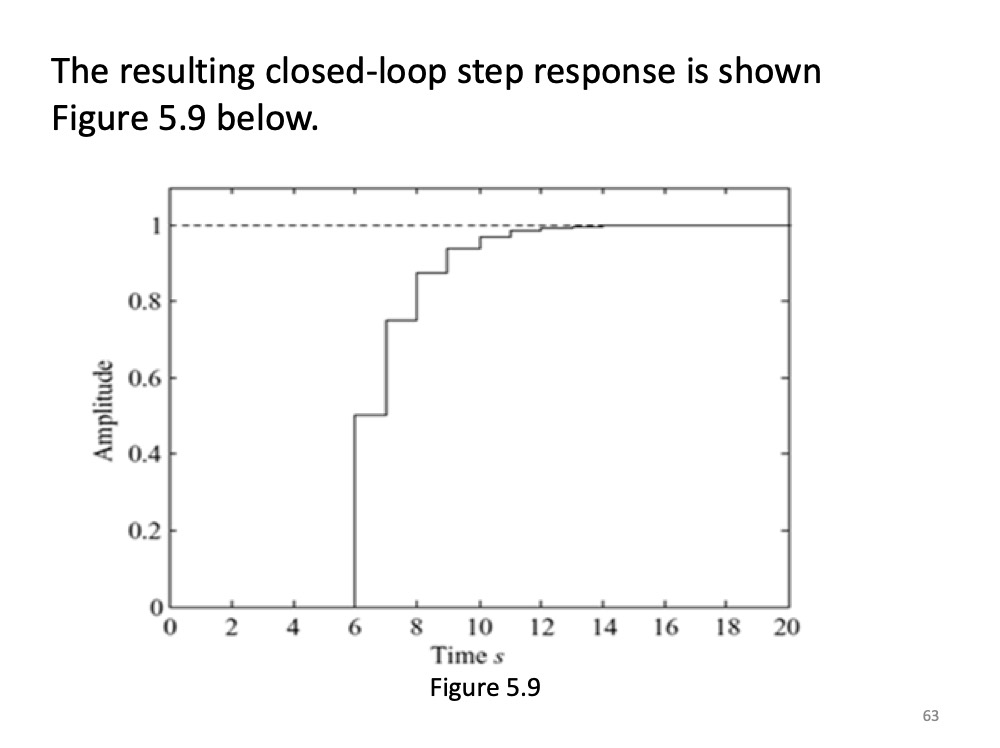 The resulting closed-loop step response is shown
Figure 5.9 below.
1
0.8
0.6
0.4
0.2
0
Amplitude
0 2 4 6 8 10 12 14 16 18 20
Time s
Figure 5.9
63